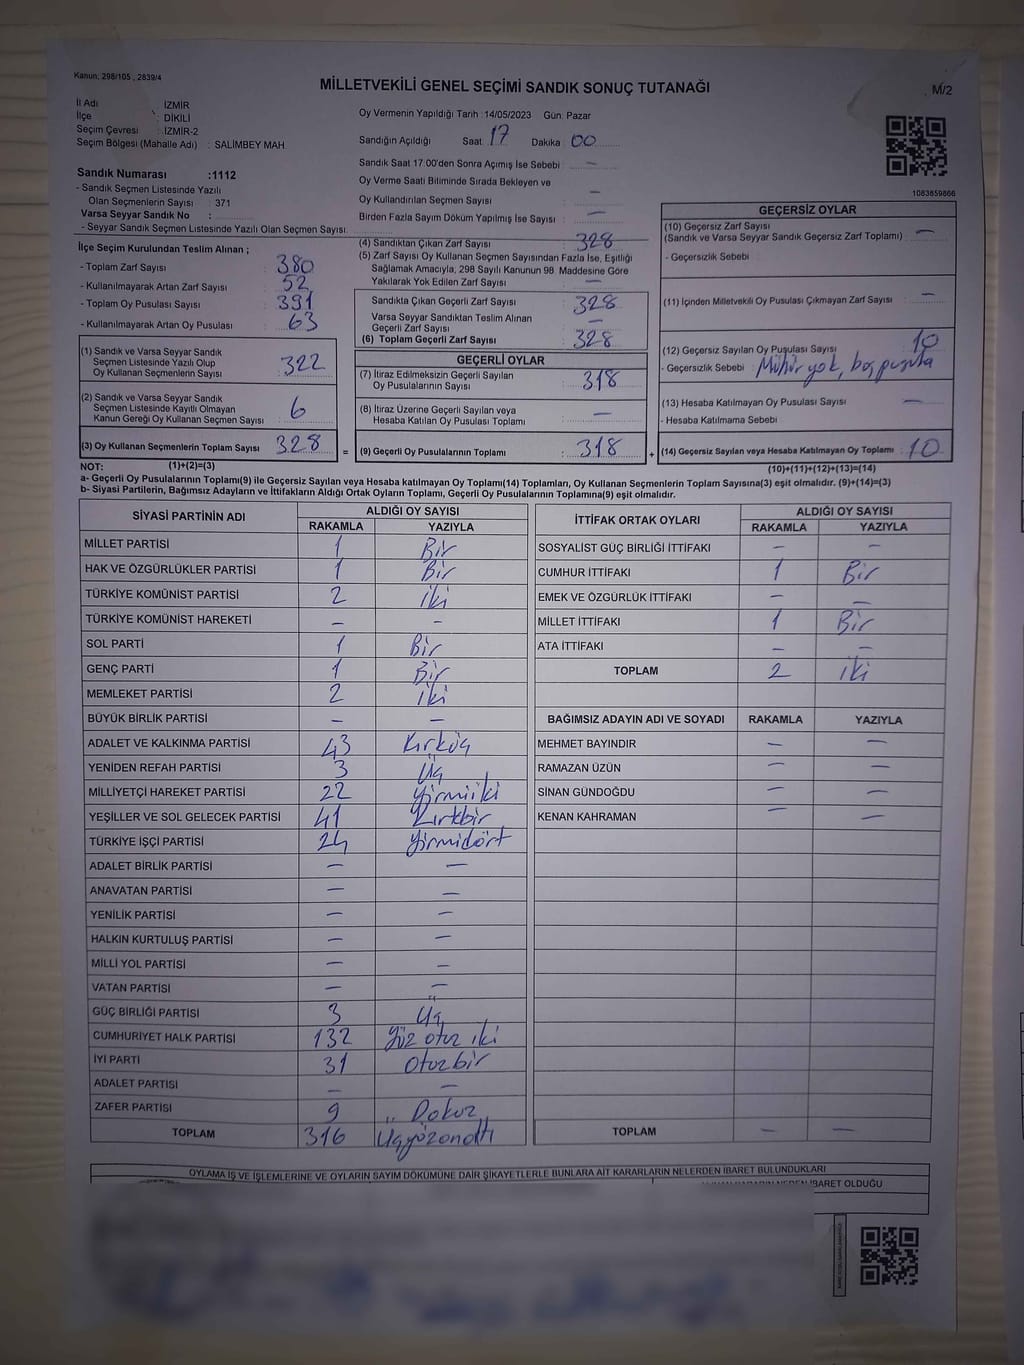 Kanun, 298/105 , 2839/4
MİLLETVEKİLİ GENEL SEÇİMİ SANDIK SONUÇ TUTANAĞI
M/2
İl Adı : İZMİR
İlçe : DİKİLİ
Seçim Çevresi : İZMİR-2
Seçim Bölgesi (Mahalle Adı) : SALİMBEY MAH
Oy Vermenin Yapıldığı Tarih :14/05/2023 Gün: Pazar
Sandığın Açıldığı Saat 17 Dakika 00
Sandık Saat 17:00'den Sonra Açımış İse Sebebi : —
Oy Verme Saati Bitiminde Sırada Bekleyen ve
Oy Kullandırılan Seçmen Sayısı : —
Birden Fazla Sayım Döküm Yapılmış İse Sayısı : —
1083859866
Sandık Numarası :1112
- Sandık Seçmen Listesinde Yazılı
Olan Seçmenlerin Sayısı : 371
Varsa Seyyar Sandık No :
- Seyyar Sandık Seçmen Listesinde Yazılı Olan Seçmen Sayısı:
İlçe Seçim Kurulundan Teslim Alınan ;
- Toplam Zarf Sayısı : 380
- Kullanılmayarak Artan Zarf Sayısı : 52
- Toplam Oy Pusulası Sayısı : 391
- Kullanılmayarak Artan Oy Pusulası : 63
(1) Sandık ve Varsa Seyyar Sandık
Seçmen Listesinde Yazılı Olup
Oy Kullanan Seçmenlerin Sayısı : 322
(2) Sandık ve Varsa Seyyar Sandık
Seçmen Listesinde Kayıtlı Olmayan
Kanun Gereği Oy Kullanan Seçmen Sayısı : 6
(3) Oy Kullanan Seçmenlerin Toplam Sayısı : 328 =
(4) Sandıktan Çıkan Zarf Sayısı : 328
(5) Zarf Sayısı Oy Kullanan Seçmen Sayısından Fazla İse, Eşitliği
Sağlamak Amacıyla, 298 Sayılı Kanunun 98. Maddesine Göre
Yakılarak Yok Edilen Zarf Sayısı : —
Sandıkta Çıkan Geçerli Zarf Sayısı : 328
Varsa Seyyar Sandıktan Teslim Alınan
Geçerli Zarf Sayısı : —
(6) Toplam Geçerli Zarf Sayısı : 328
GEÇERLİ OYLAR
(7) İtiraz Edilmeksizin Geçerli Sayılan
Oy Pusulalarının Sayısı : 318
(8) İtiraz Üzerine Geçerli Sayılan veya
Hesaba Katılan Oy Pusulası Toplamı : —
(9) Geçerli Oy Pusulalarının Toplamı : 318 +
GEÇERSİZ OYLAR
(10) Geçersiz Zarf Sayısı
(Sandık ve Varsa Seyyar Sandık Geçersiz Zarf Toplamı) : —
- Geçersizlik Sebebi :
(11) İçinden Milletvekili Oy Pusulası Çıkmayan Zarf Sayısı : —
(12) Geçersiz Sayılan Oy Pusulası Sayısı : 10
- Geçersizlik Sebebi : Mühür yok, boş pusula
(13) Hesaba Katılmayan Oy Pusulası Sayısı : —
- Hesaba Katılmama Sebebi :
(14) Geçersiz Sayılan veya Hesaba Katılmayan Oy Toplamı : 10
NOT: (1)+(2)=(3)
(10)+(11)+(12)+(13)=(14)
a- Geçerli Oy Pusulalarının Toplamı(9) ile Geçersiz Sayılan veya Hesaba katılmayan Oy Toplamı(14) Toplamları, Oy Kullanan Seçmenlerin Toplam Sayısına(3) eşit olmalıdır. (9)+(14)=(3)
b- Siyasi Partilerin, Bağımsız Adayların ve İttifakların Aldığı Ortak Oyların Toplamı, Geçerli Oy Pusulalarının Toplamına(9) eşit olmalıdır.
SİYASİ PARTİNİN ADI ALDIĞI OY SAYISI
RAKAMLA YAZIYLA
MİLLET PARTİSİ 1 Bir
HAK VE ÖZGÜRLÜKLER PARTİSİ 1 Bir
TÜRKİYE KOMÜNİST PARTİSİ 2 iki
TÜRKİYE KOMÜNİST HAREKETİ — —
SOL PARTİ 1 Bir
GENÇ PARTİ 1 Bir
MEMLEKET PARTİSİ 2 iki
BÜYÜK BİRLİK PARTİSİ — —
ADALET VE KALKINMA PARTİSİ 43 Kırküç
YENİDEN REFAH PARTİSİ 3 Üç
MİLLİYETÇİ HAREKET PARTİSİ 22 Yirmiiki
YEŞİLLER VE SOL GELECEK PARTİSİ 41 Kırkbir
TÜRKİYE İŞÇİ PARTİSİ 24 Yirmidört
ADALET BİRLİK PARTİSİ — —
ANAVATAN PARTİSİ — —
YENİLİK PARTİSİ — —
HALKIN KURTULUŞ PARTİSİ — —
MİLLİ YOL PARTİSİ — —
VATAN PARTİSİ — —
GÜÇ BİRLİĞİ PARTİSİ 3 Üç
CUMHURİYET HALK PARTİSİ 132 Yüz otuz iki
İYİ PARTİ 31 Otuzbir
ADALET PARTİSİ — —
ZAFER PARTİSİ 9 Dokuz
TOPLAM 316 Üçyüzonaltı
İTTİFAK ORTAK OYLARI ALDIĞI OY SAYISI
RAKAMLA YAZIYLA
SOSYALİST GÜÇ BİRLİĞİ İTTİFAKI — —
CUMHUR İTTİFAKI 1 Bir
EMEK VE ÖZGÜRLÜK İTTİFAKI — —
MİLLET İTTİFAKI 1 Bir
ATA İTTİFAKI — —
TOPLAM 2 iki
BAĞIMSIZ ADAYIN ADI VE SOYADI RAKAMLA YAZIYLA
MEHMET BAYINDIR — —
RAMAZAN ÜZÜN — —
SİNAN GÜNDOĞDU — —
KENAN KAHRAMAN — —
TOPLAM — —
OYLAMA İŞ VE İŞLEMLERİNE VE OYLARIN SAYIM DÖKÜMÜNE DAİR ŞİKAYETLERLE BUNLARA AİT KARARLARIN NELERDEN İBARET BULUNDUKLARI
İBARET OLDUĞU